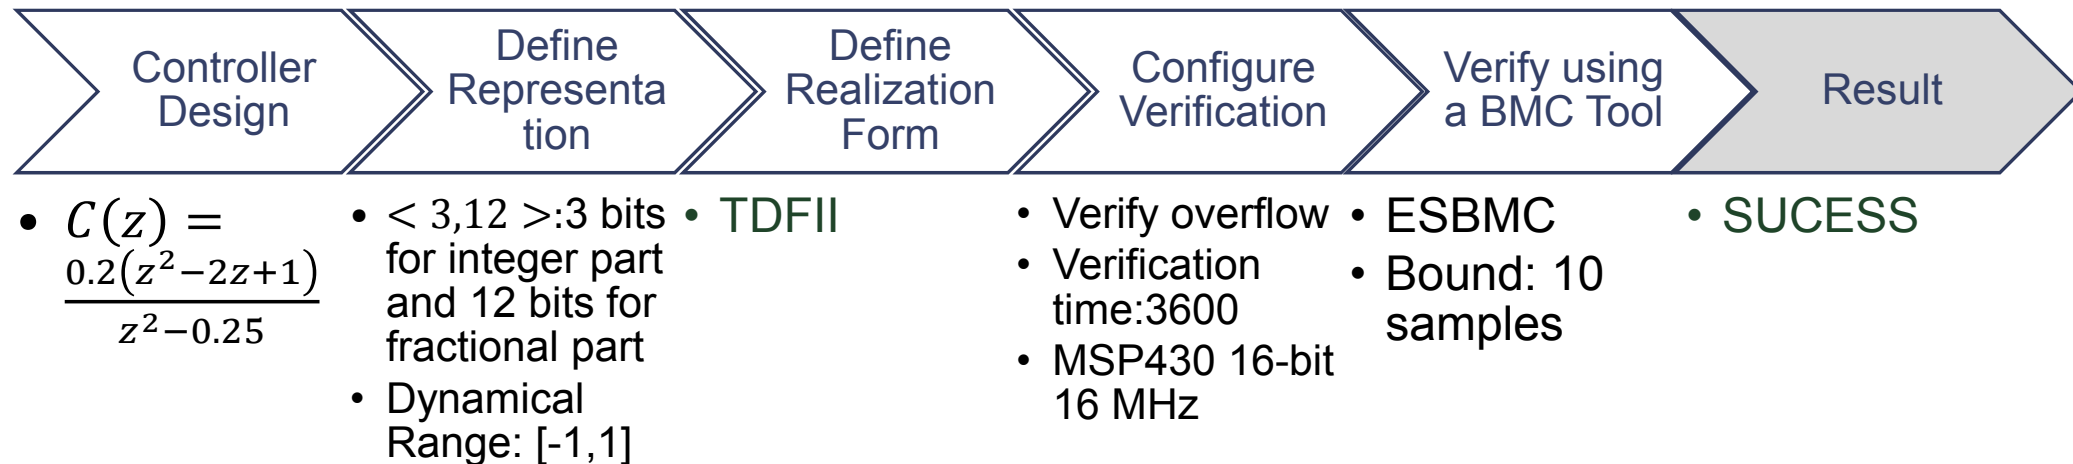 Controller
Design
Define
Representa
tion
Define
Realization
Form
Configure
Verification
Verify using
a BMC Tool
Result
• C(z) =
0.2(z²−2z+1)
z²−0.25
• < 3,12 >:3 bits
for integer part
and 12 bits for
fractional part
• Dynamical
Range: [-1,1]
• TDFII
• Verify overflow
• Verification
time:3600
• MSP430 16-bit
16 MHz
• ESBMC
• Bound: 10
samples
• SUCESS